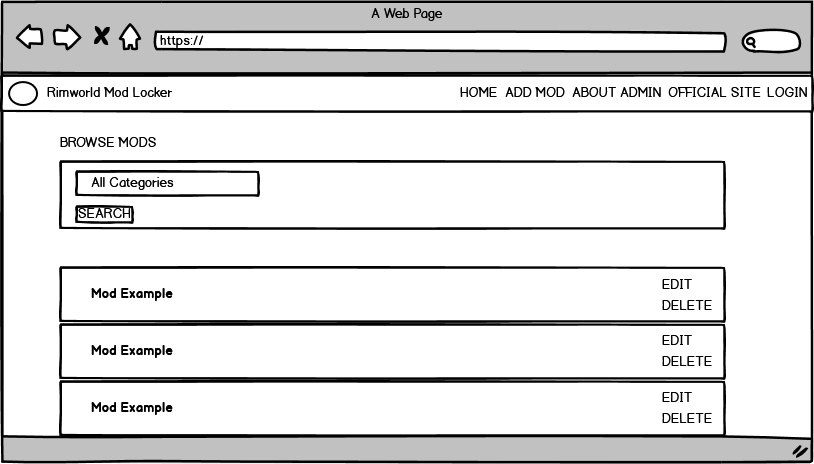 A Web Page
https://
Rimworld Mod Locker
HOME ADD MOD ABOUT ADMIN OFFICIAL SITE LOGIN
BROWSE MODS
All Categories
SEARCH
Mod Example
EDIT
DELETE
Mod Example
EDIT
DELETE
Mod Example
EDIT
DELETE